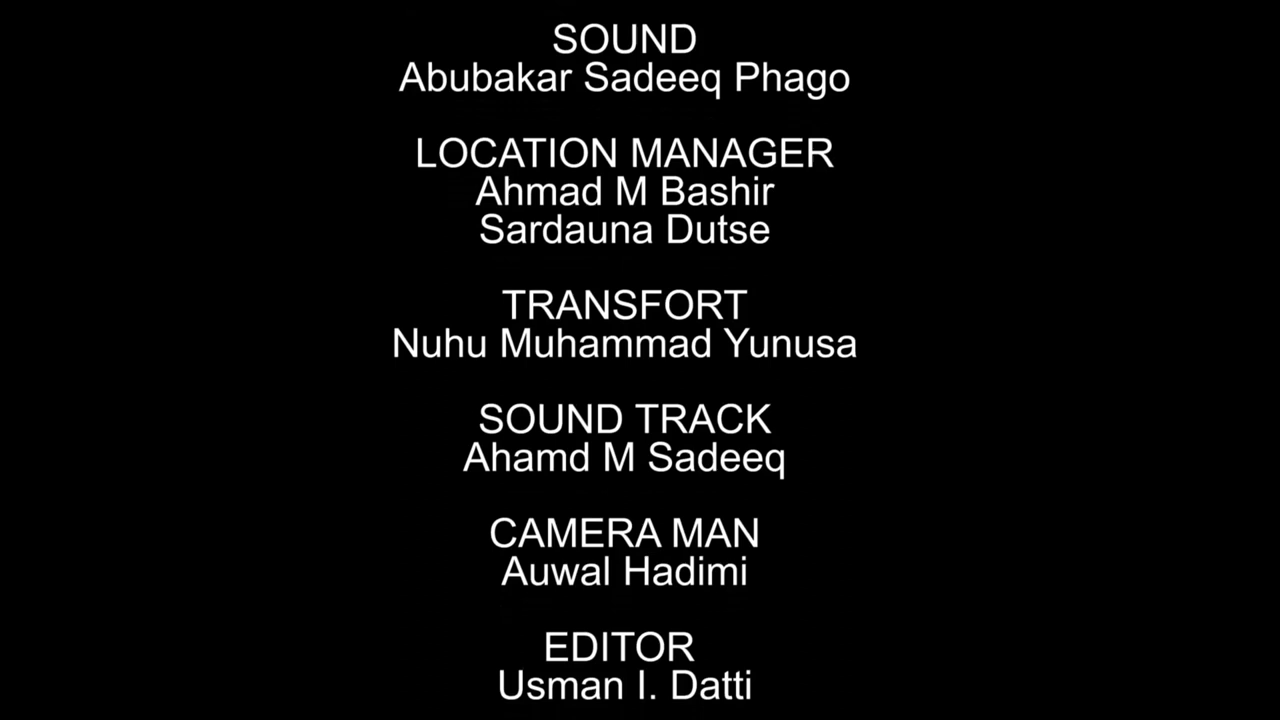 SOUND
Abubakar Sadeeq Phago
LOCATION MANAGER
Ahmad M Bashir
Sardauna Dutse
TRANSFORT
Nuhu Muhammad Yunusa
SOUND TRACK
Ahamd M Sadeeq
CAMERA MAN
Auwal Hadimi
EDITOR
Usman I. Datti